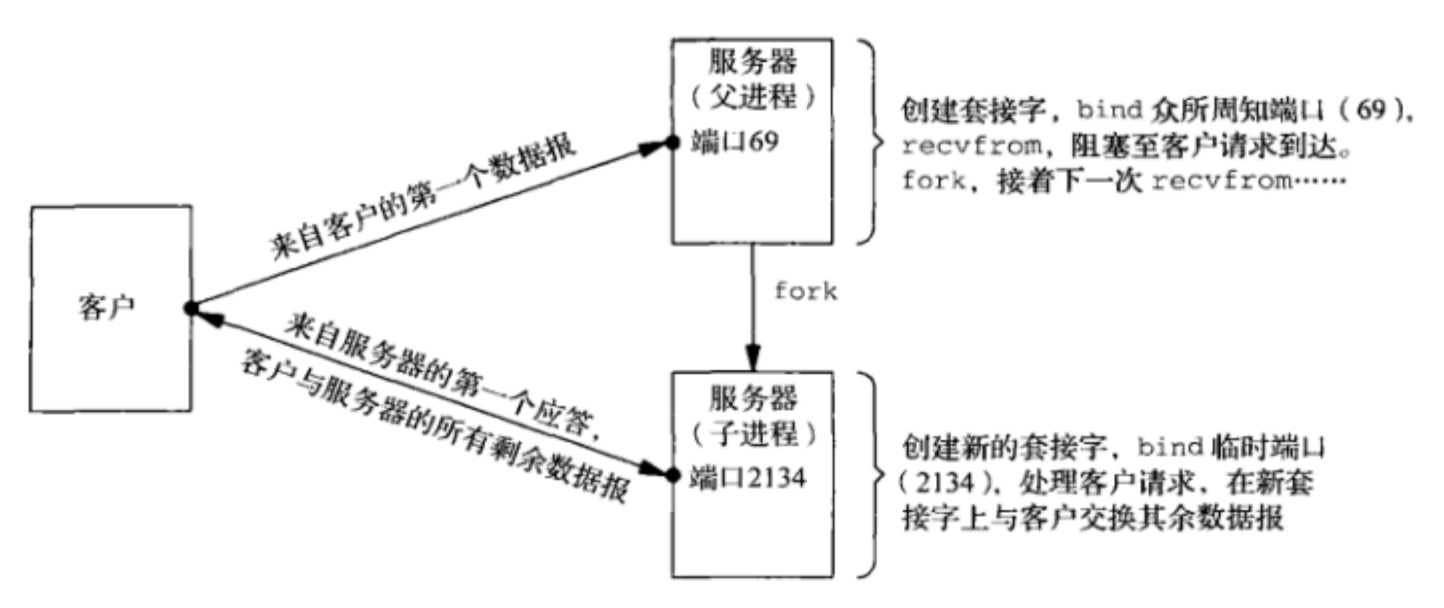 服务器
（父进程）
端口69
创建套接字，bind 众所周知端口（69），
recvfrom，阻塞至客户请求到达。
fork，接着下一次 recvfrom……
来自客户的第一个数据报
客户
fork
来自服务器的第一个应答，
客户与服务器的所有剩余数据报
服务器
（子进程）
端口2134
创建新的套接字，bind 临时端口
（2134），处理客户请求，在新套
接字上与客户交换其余数据报